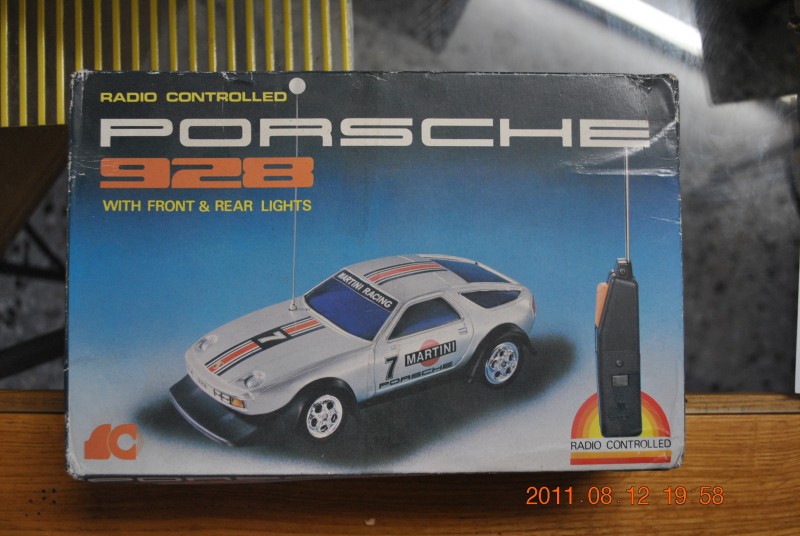 RADIO CONTROLLED
PORSCHE
928
WITH FRONT & REAR LIGHTS
MARTINI RACING
7
7 MARTINI
PORSCHE
RADIO CONTROLLED
2011.08.12 19:58